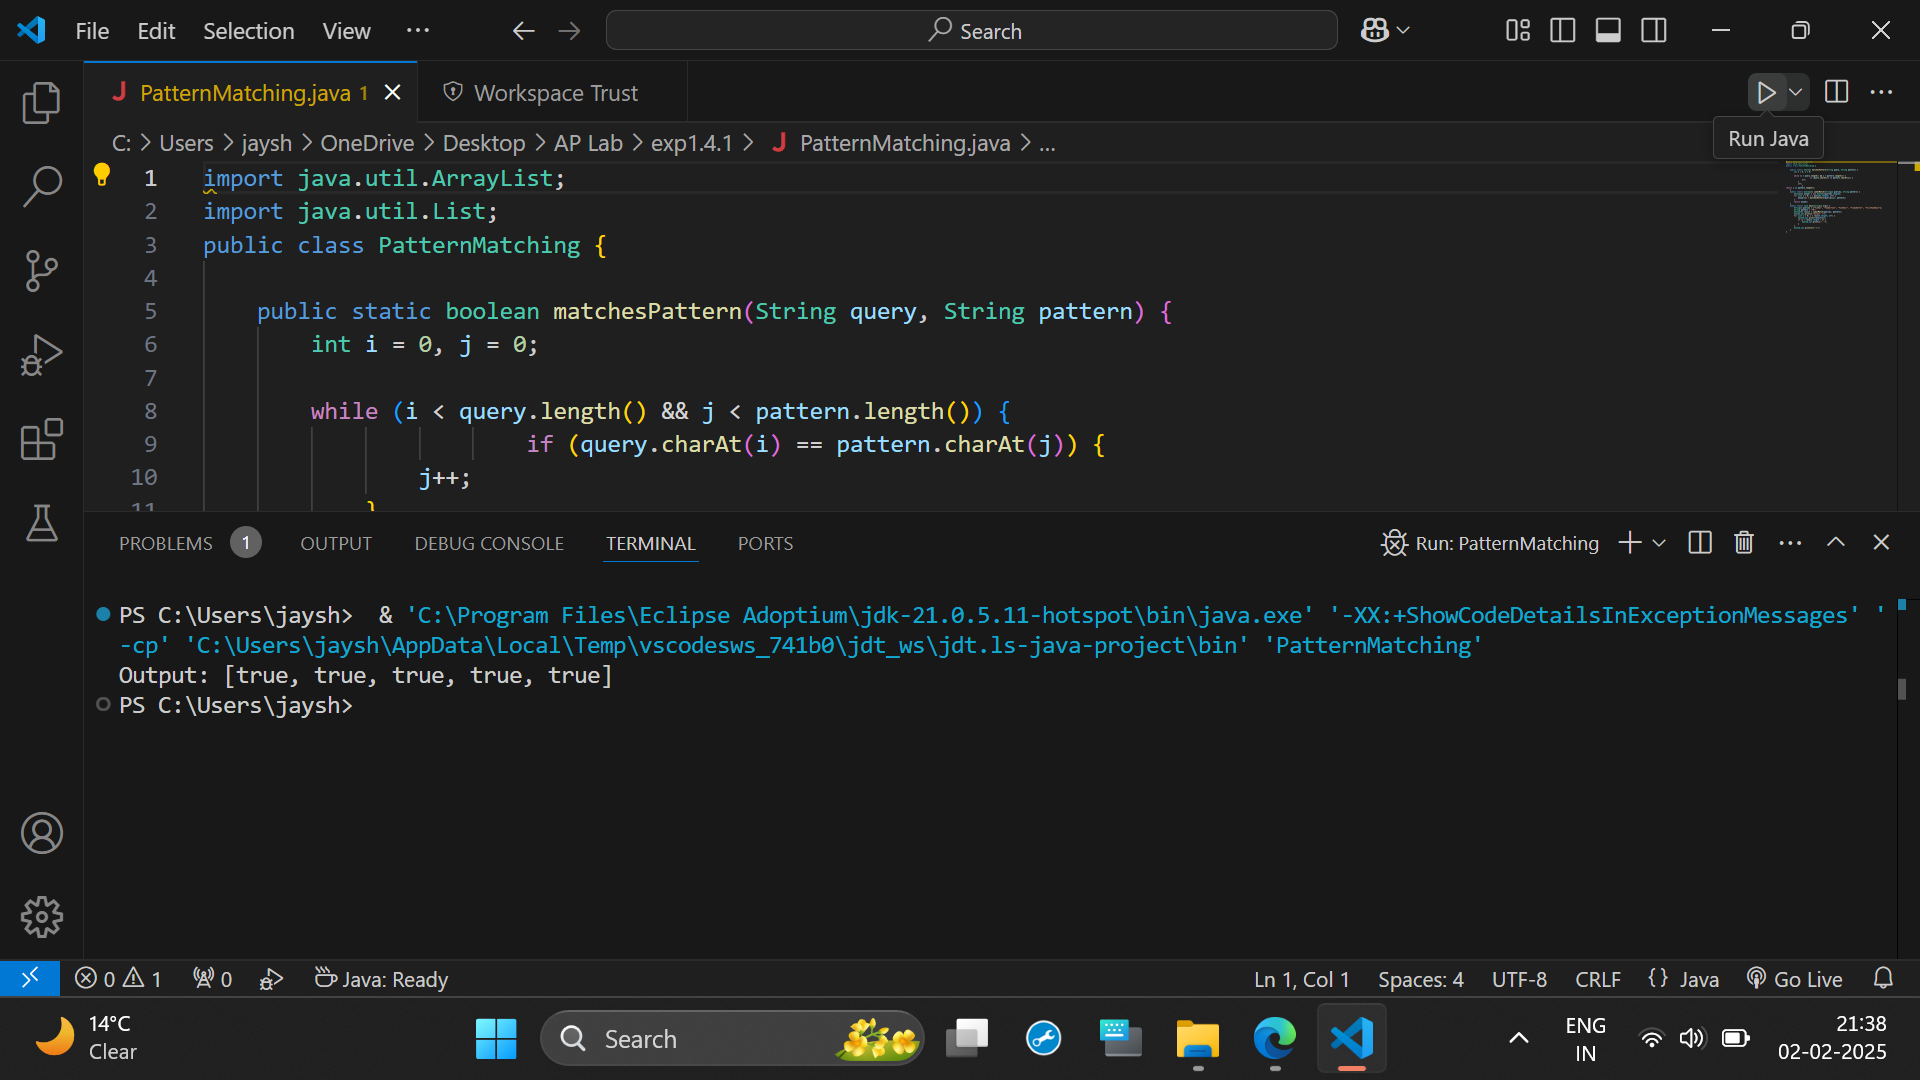 File Edit Selection View ... Search
PatternMatching.java 1 Workspace Trust
Run Java
C: > Users > jaysh > OneDrive > Desktop > AP Lab > exp1.4.1 > PatternMatching.java > ...
1 import java.util.ArrayList;
2 import java.util.List;
3 public class PatternMatching {
4
5 public static boolean matchesPattern(String query, String pattern) {
6 int i = 0, j = 0;
7
8 while (i < query.length() && j < pattern.length()) {
9 if (query.charAt(i) == pattern.charAt(j)) {
10 j++;
11 }
PROBLEMS 1 OUTPUT DEBUG CONSOLE TERMINAL PORTS Run: PatternMatching
PS C:\Users\jaysh> & 'C:\Program Files\Eclipse Adoptium\jdk-21.0.5.11-hotspot\bin\java.exe' '-XX:+ShowCodeDetailsInExceptionMessages' '
-cp' 'C:\Users\jaysh\AppData\Local\Temp\vscodesws_741b0\jdt_ws\jdt.ls-java-project\bin' 'PatternMatching'
Output: [true, true, true, true, true]
PS C:\Users\jaysh>
0 1 0 Java: Ready Ln 1, Col 1 Spaces: 4 UTF-8 CRLF {} Java Go Live
14°C
Clear
Search
ENG
IN
21:38
02-02-2025